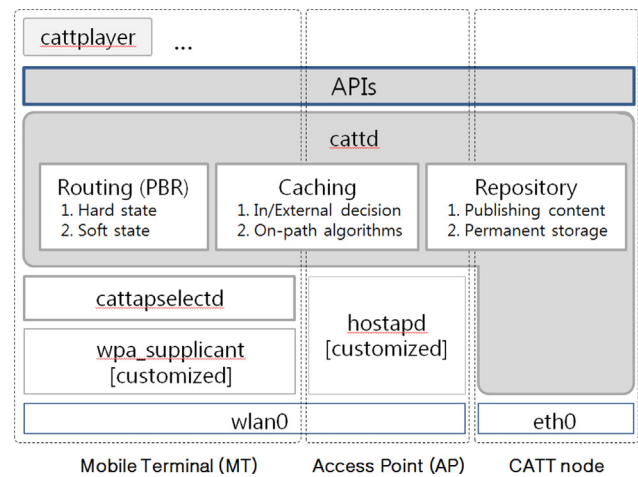 cattplayer
...
APIs
cattd
Routing (PBR)
1. Hard state
2. Soft state
Caching
1. In/External decision
2. On-path algorithms
Repository
1. Publishing content
2. Permanent storage
cattapselectd
wpa_supplicant
[customized]
hostapd
[customized]
wlan0
eth0
Mobile Terminal (MT)
Access Point (AP)
CATT node